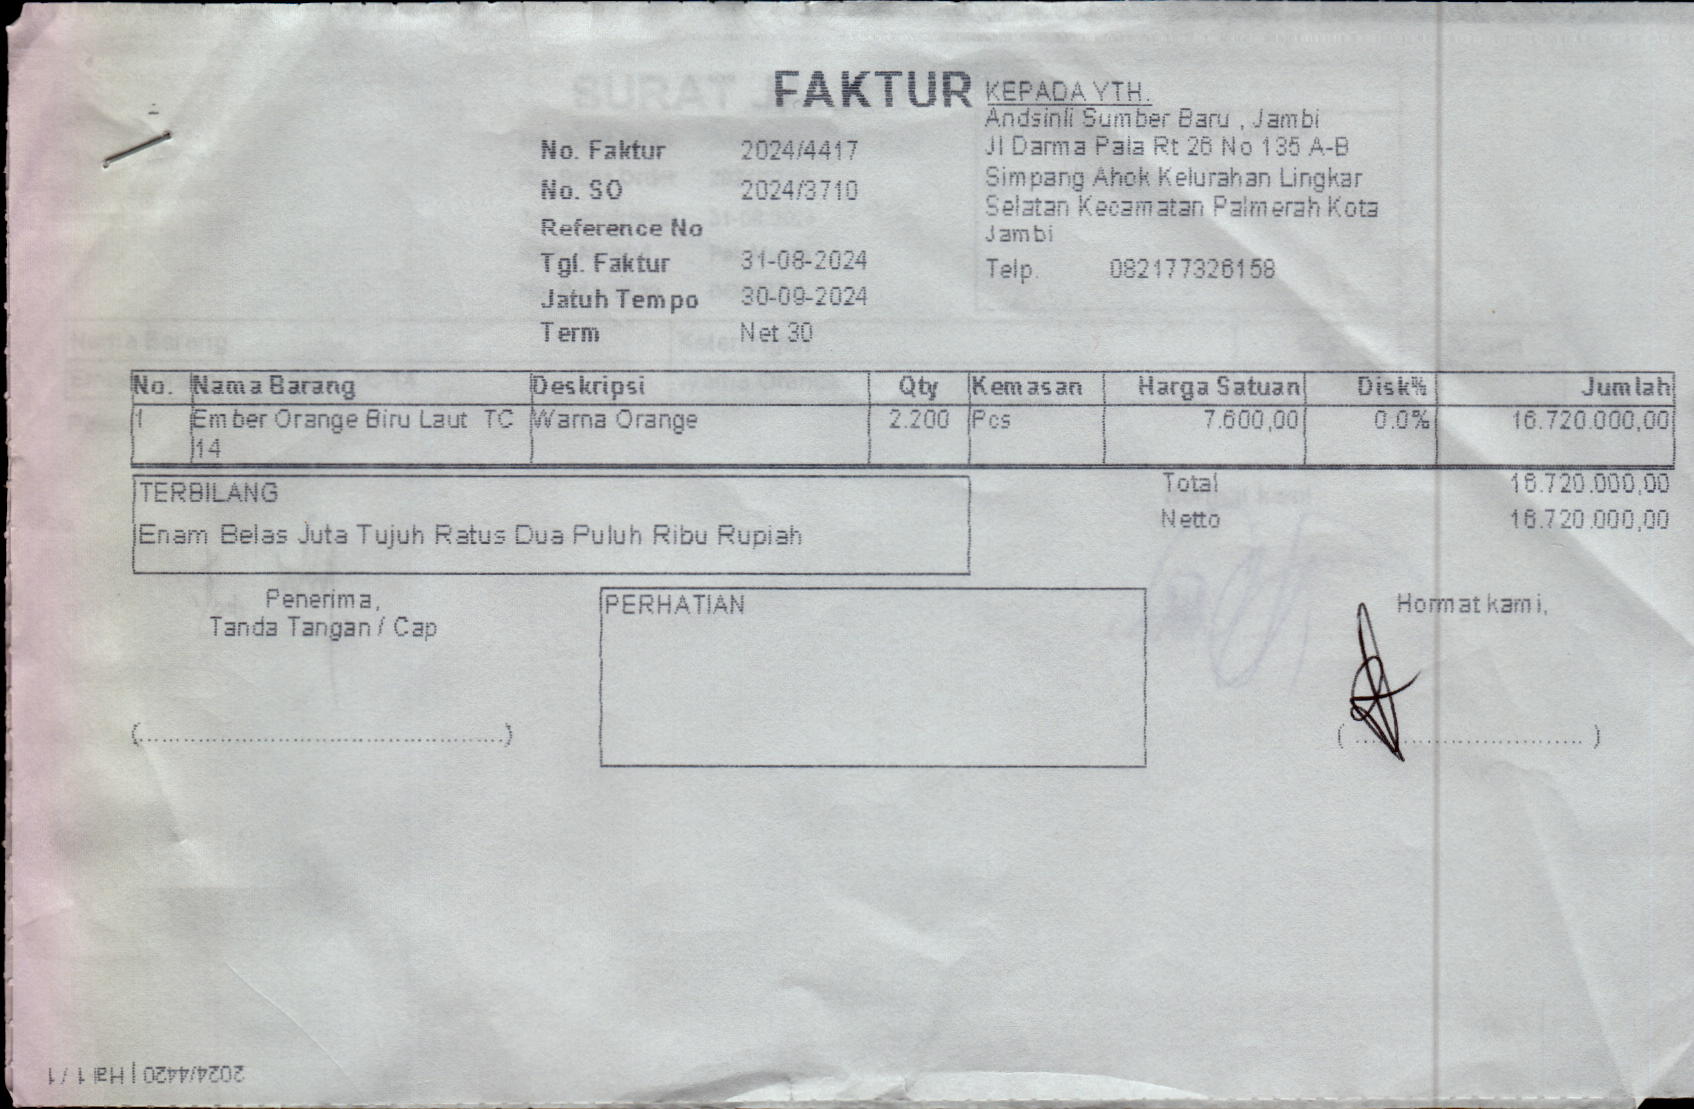 FAKTUR
No. Faktur 2024/4417
No. SO 2024/3710
Reference No
Tgl. Faktur 31-08-2024
Jatuh Tempo 30-09-2024
Term Net 30
KEPADA YTH.
Andsinli Sumber Baru , Jambi
Jl Darma Pala Rt 26 No 135 A-B
Simpang Ahok Kelurahan Lingkar
Selatan Kecamatan Palmerah Kota
Jambi
Telp. 082177326158
No. Nama Barang Deskripsi Qty Kemasan Harga Satuan Disk% Jumlah
1 Ember Orange Biru Laut TC Warna Orange 2.200 Pcs 7.600,00 0.0% 16.720.000,00
14
Total 16.720.000,00
Netto 16.720.000,00
TERBILANG
Enam Belas Juta Tujuh Ratus Dua Puluh Ribu Rupiah
Penerima,
Tanda Tangan / Cap
(................................................)
PERHATIAN
Hormat kami,
( ................................ )
2024/4420 | Hal 1 / 1